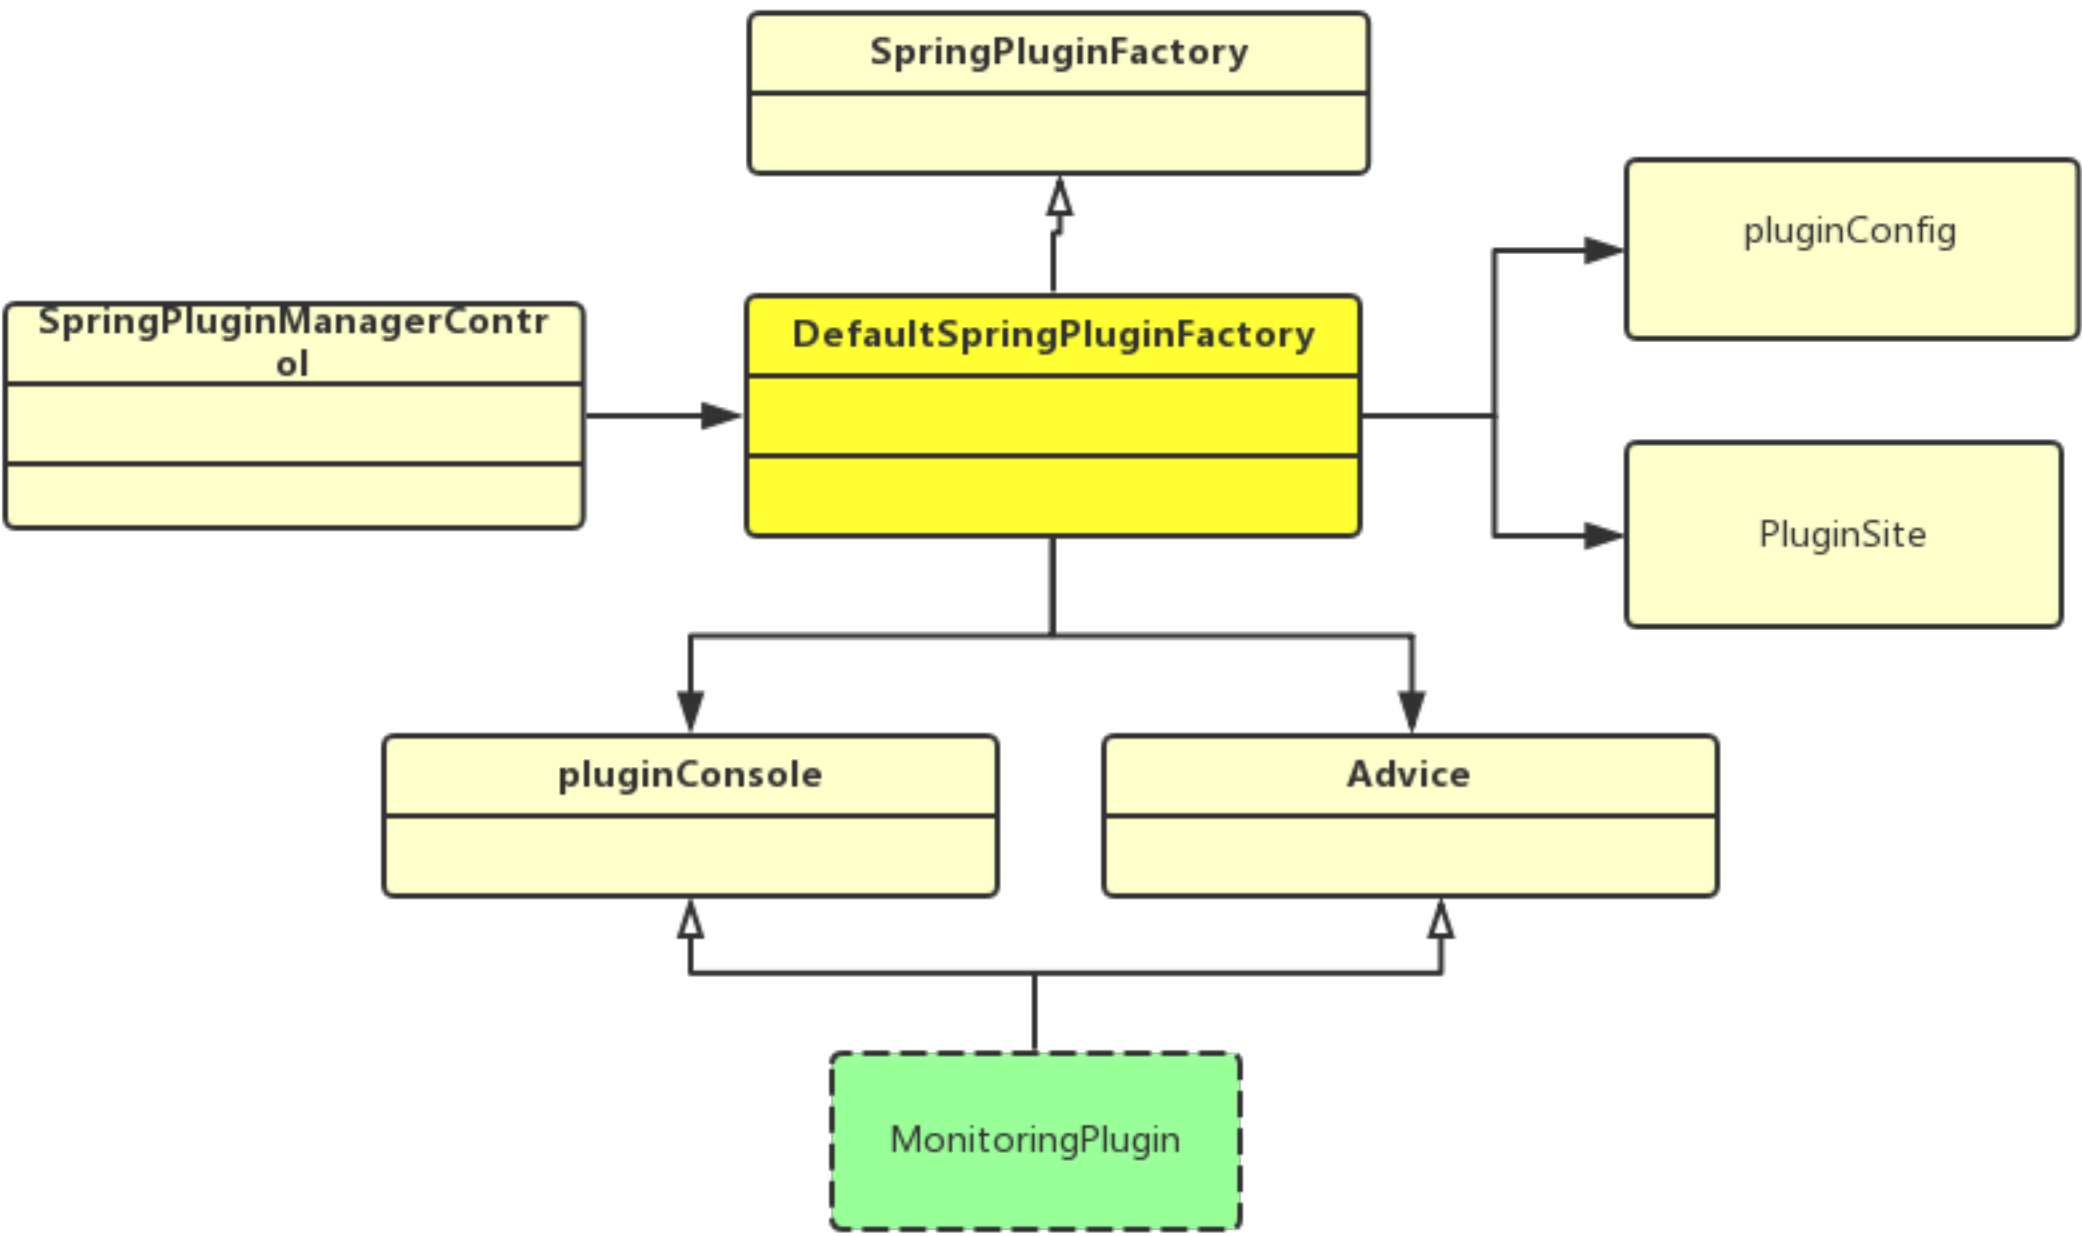 SpringPluginFactory
pluginConfig
SpringPluginManagerContr
ol
DefaultSpringPluginFactory
PluginSite
pluginConsole
Advice
MonitoringPlugin